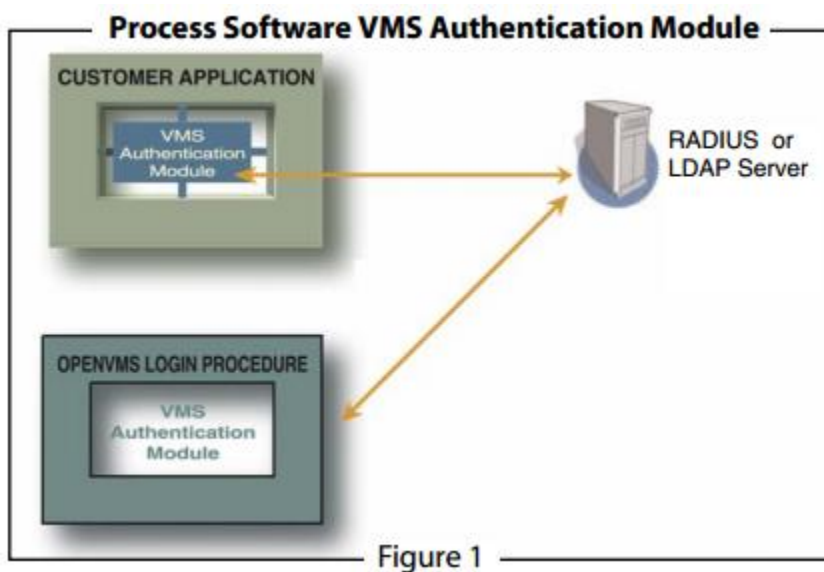 Process Software VMS Authentication Module
CUSTOMER APPLICATION
VMS
Authentication
Module
RADIUS or
LDAP Server
OPENVMS LOGIN PROCEDURE
VMS
Authentication
Module
Figure 1